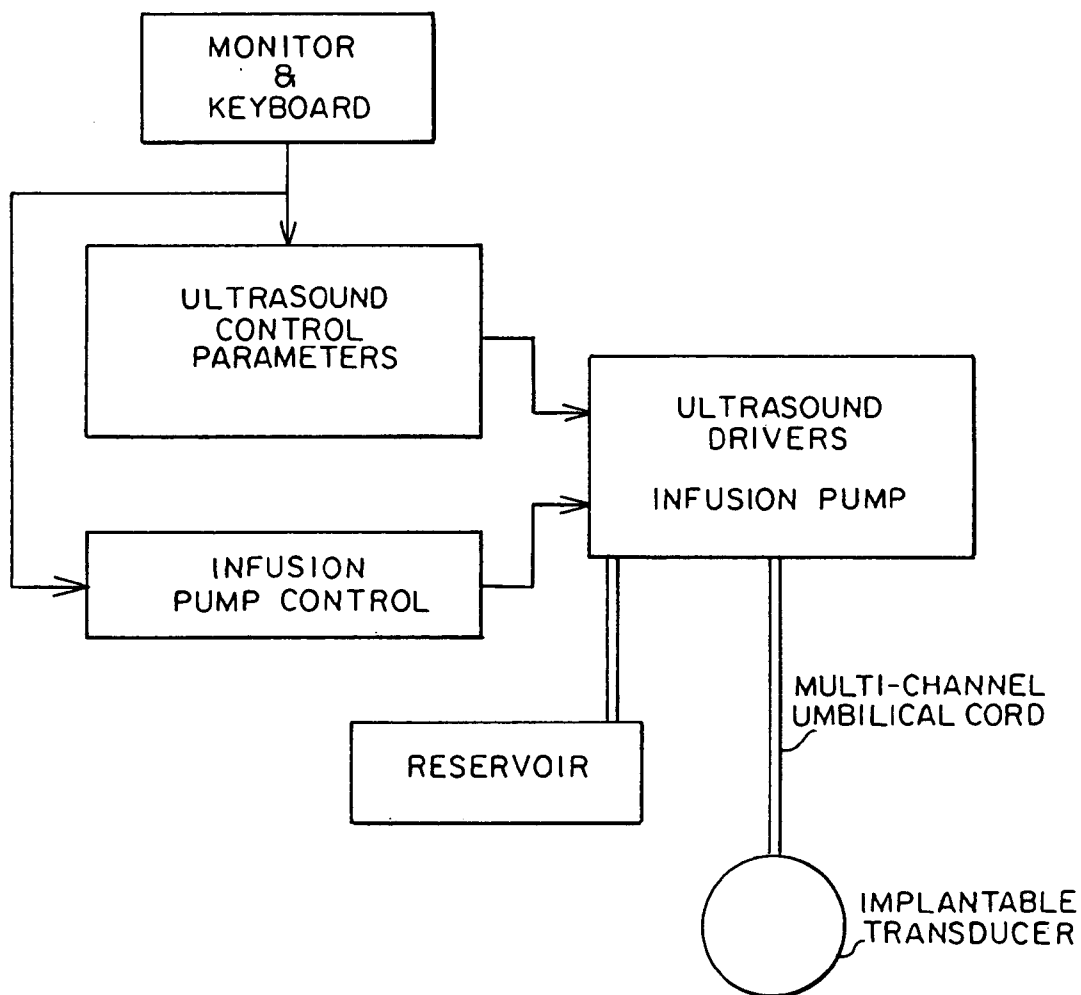 MONITOR
&
KEYBOARD
ULTRASOUND
CONTROL
PARAMETERS
ULTRASOUND
DRIVERS
INFUSION PUMP
INFUSION
PUMP CONTROL
MULTI-CHANNEL
UMBILICAL CORD
RESERVOIR
IMPLANTABLE
TRANSDUCER